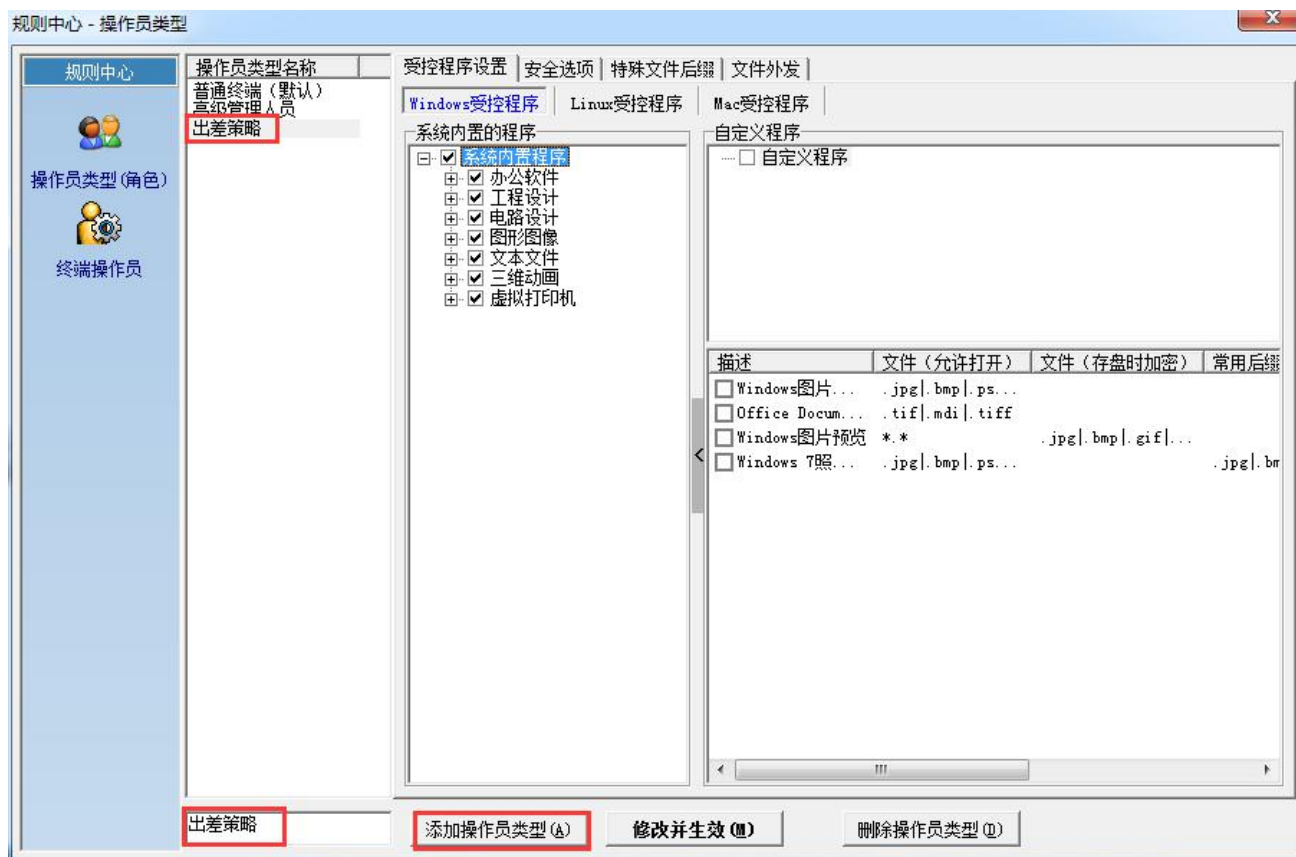 规则中心 - 操作员类型
规则中心
操作员类型(角色)
终端操作员
操作员类型名称
普通终端（默认）
高级管理人员
出差策略
出差策略
受控程序设置 安全选项 特殊文件后缀 文件外发
Windows受控程序 Linux受控程序 Mac受控程序
系统内置的程序
系统内置程序
办公软件
工程设计
电路设计
图形图像
文本文件
三维动画
虚拟打印机
自定义程序
自定义程序
描述 文件（允许打开） 文件（存盘时加密） 常用后缀
Windows图片... .jpg|.bmp|.ps...
Office Docum... .tif|.mdi|.tiff
Windows图片预览 *.* .jpg|.bmp|.gif|...
Windows 7照... .jpg|.bmp|.ps... .jpg|.bm
添加操作员类型(A) 修改并生效(M) 删除操作员类型(D)